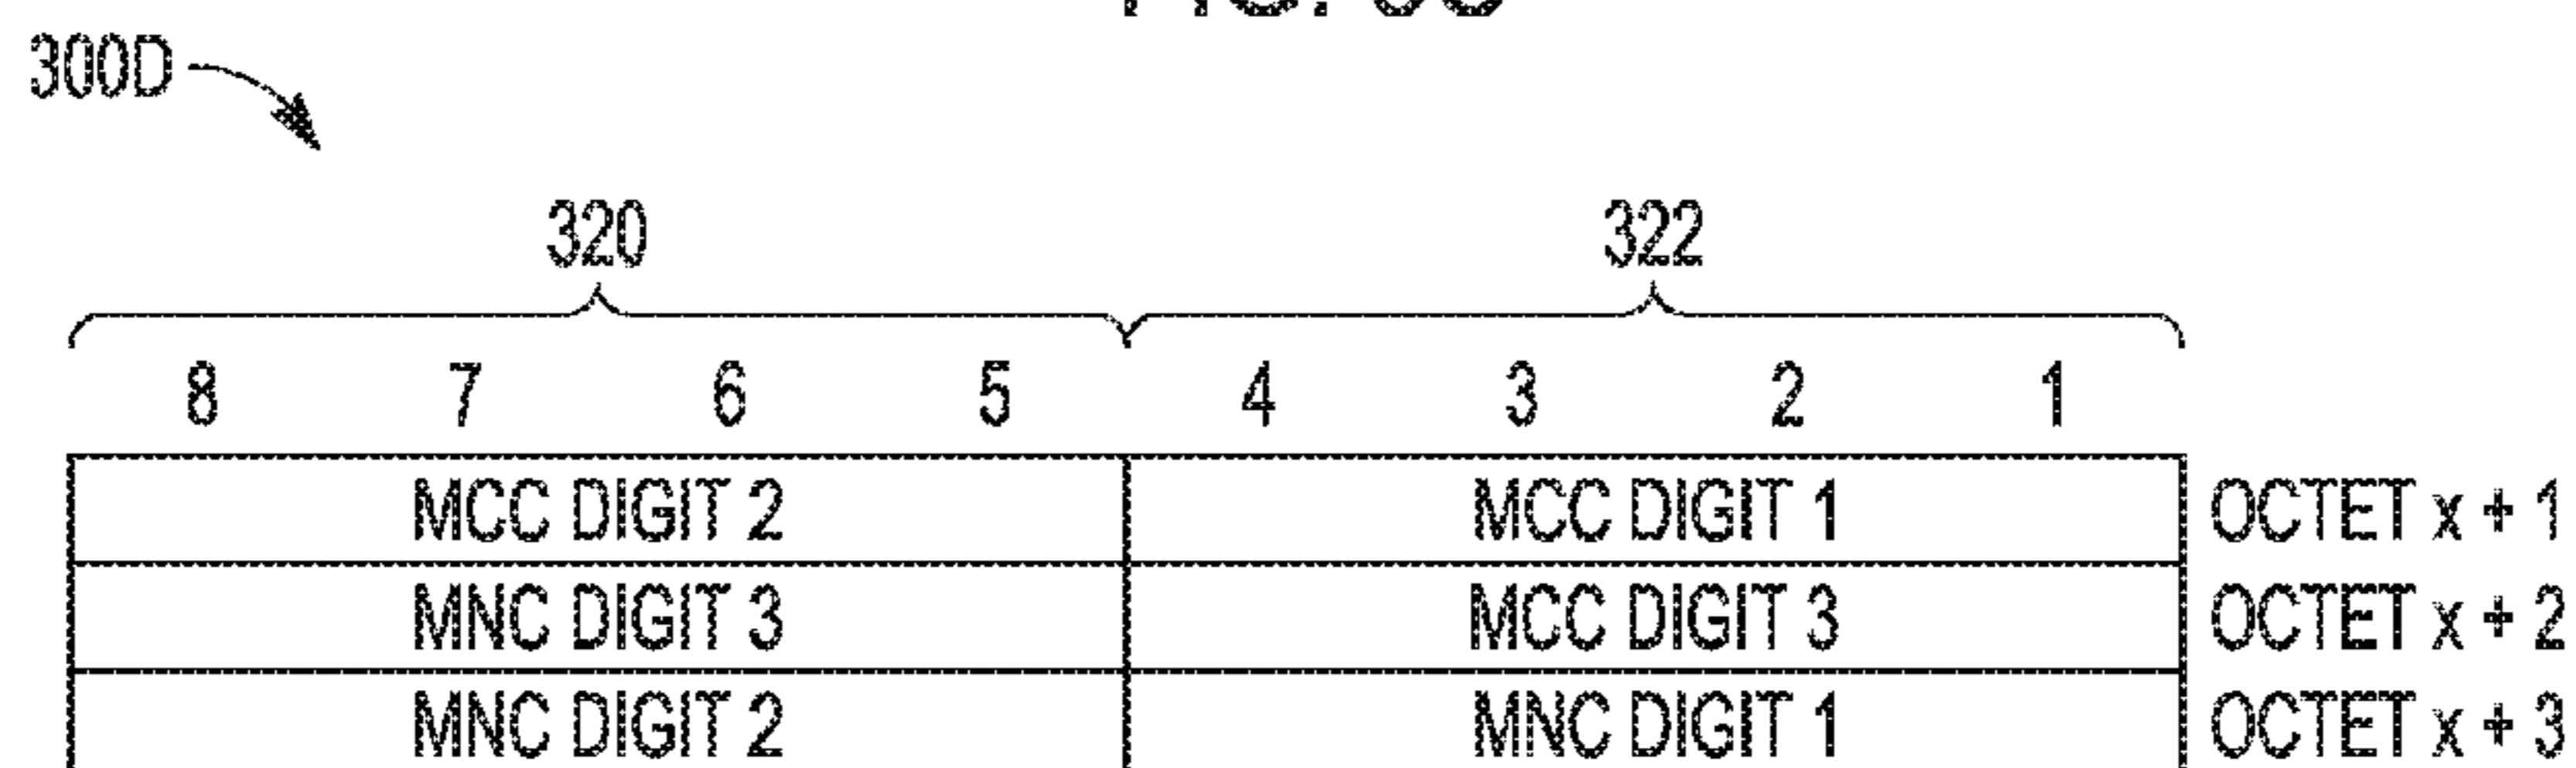 300D
320 322
8 7 6 5 4 3 2 1
MCC DIGIT 2 MCC DIGIT 1 OCTET x + 1
MNC DIGIT 3 MCC DIGIT 3 OCTET x + 2
MNC DIGIT 2 MNC DIGIT 1 OCTET x + 3